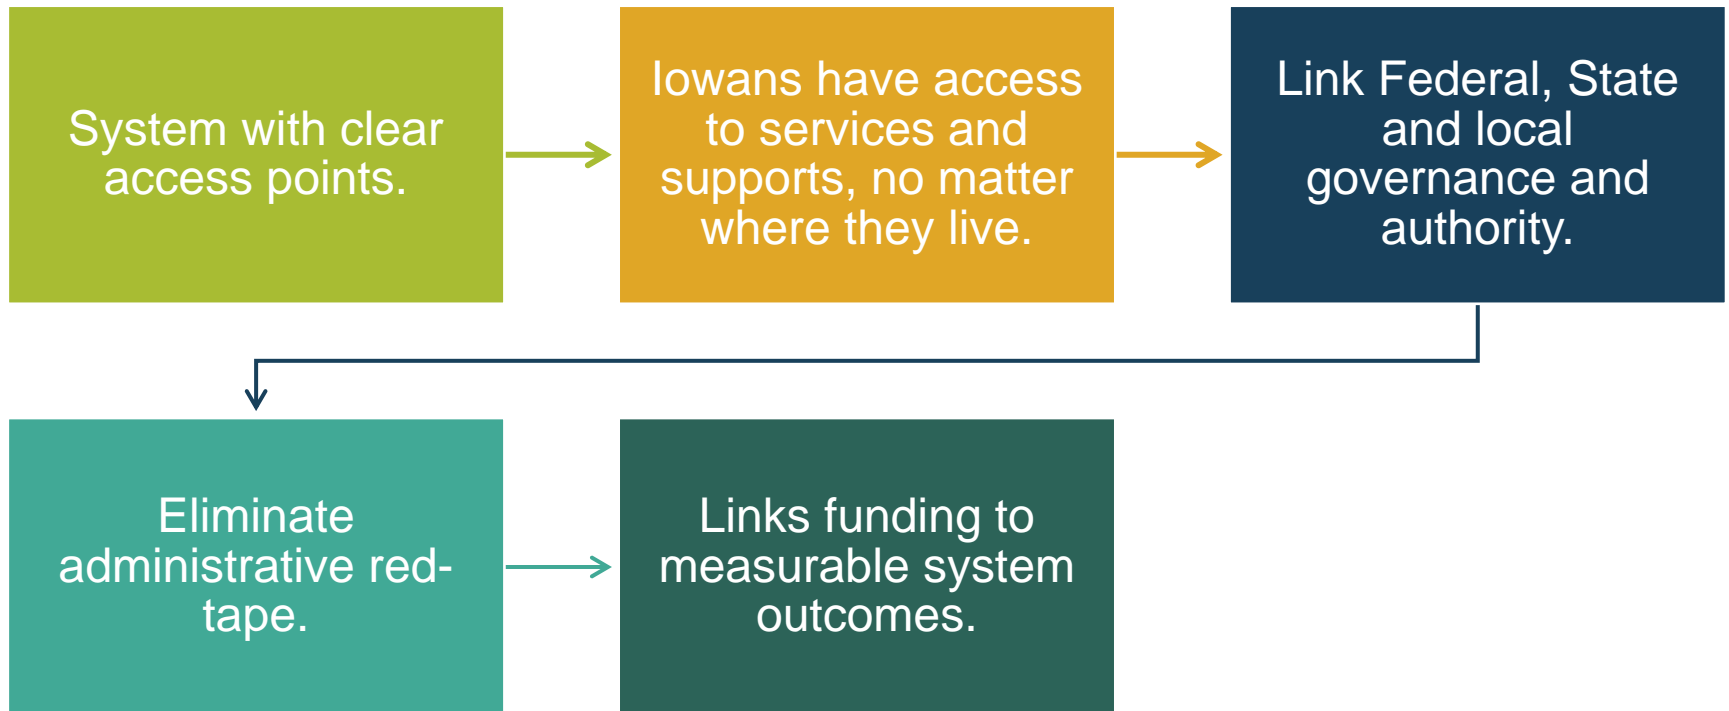 System with clear
access points.
Iowans have access
to services and
supports, no matter
where they live.
Link Federal, State
and local
governance and
authority.
Eliminate
administrative red-
tape.
Links funding to
measurable system
outcomes.